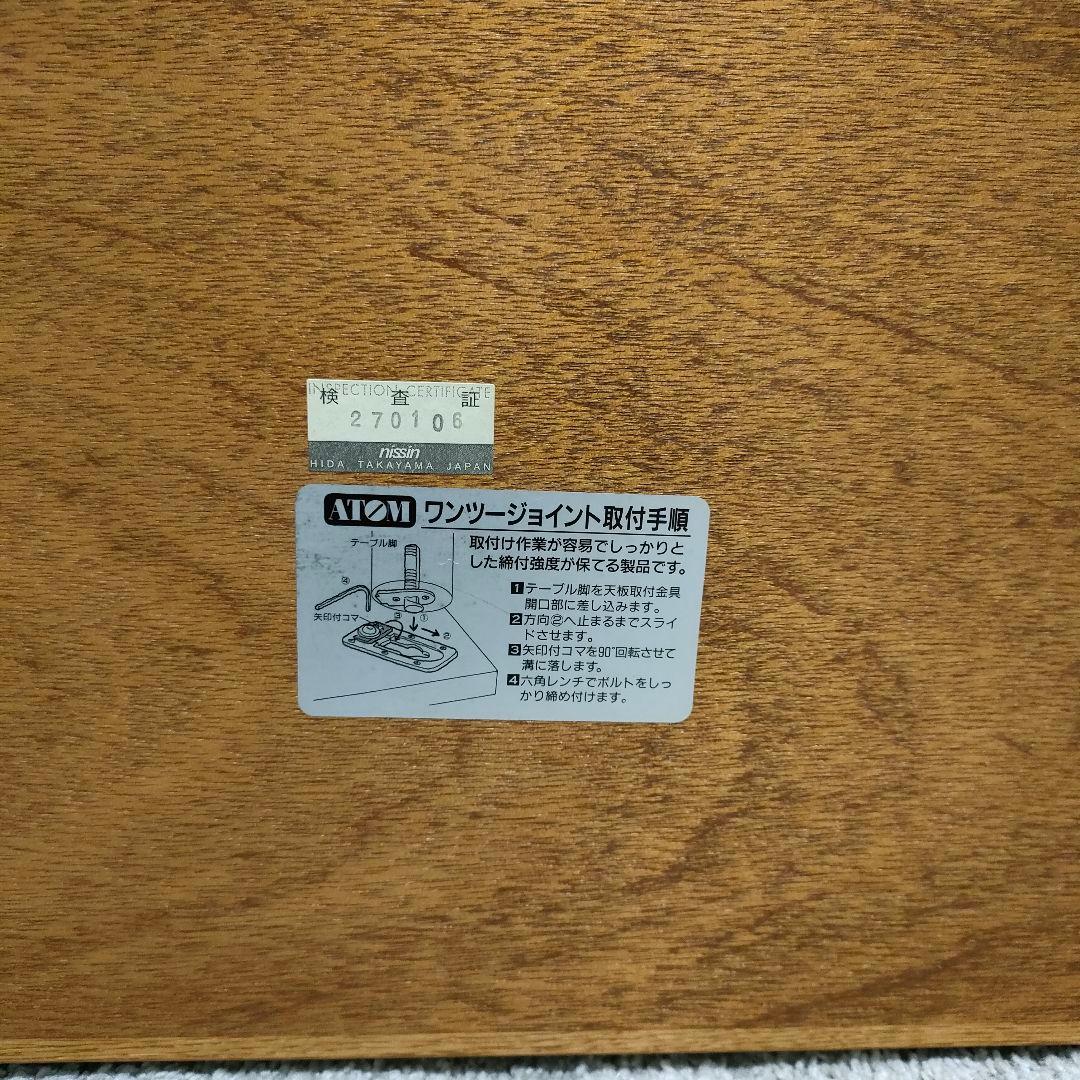 INSPECTION CERTIFICATE
検 査 証
270106
nissin
HIDA TAKAYAMA JAPAN
ATOM ワンツージョイント取付手順
取付け作業が容易でしっかりと
した締付強度が保てる製品です。
テーブル脚
④
矢印付コマ
③
①
②
1 テーブル脚を天板取付金具
開口部に差し込みます。
2 方向②へ止まるまでスライ
ドさせます。
3 矢印付コマを90°回転させて
溝に落します。
4 六角レンチでボルトをしっ
かり締め付けます。